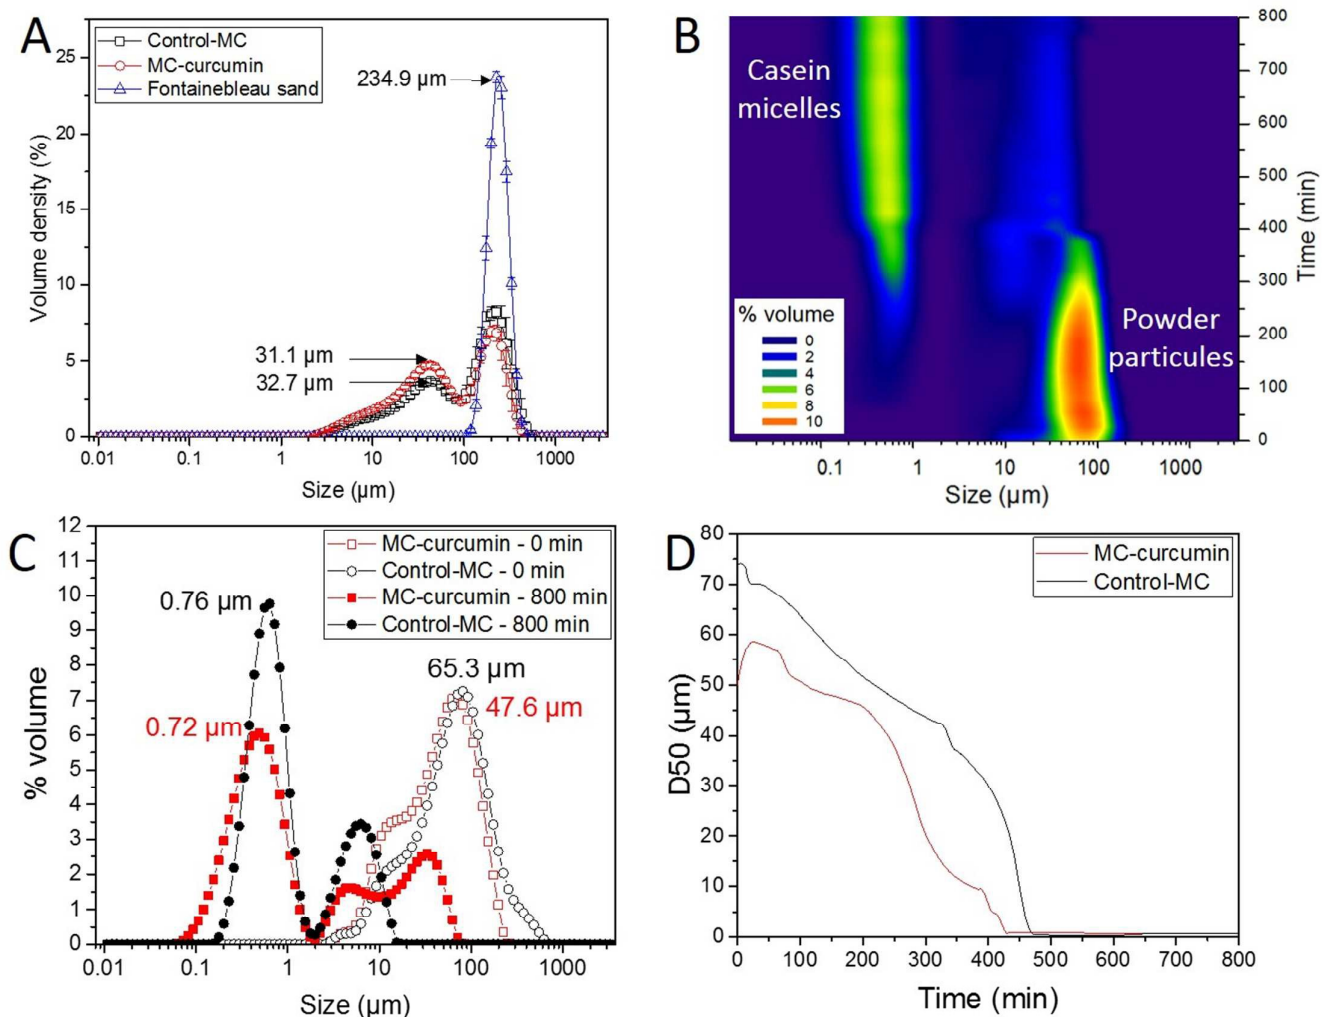 A
Control-MC
MC-curcumin
Fontainebleau sand
234.9 µm
31.1 µm
32.7 µm
25
20
15
10
5
0
Volume density (%)
0.01 0.1 1 10 100 1000
Size (µm)
B
Casein
micelles
Powder
particules
% volume
0
2
4
6
8
10
800
700
600
500
400
300
200
100
0
Time (min)
0.1 1 10 100 1000
Size (µm)
C
MC-curcumin - 0 min
Control-MC - 0 min
MC-curcumin - 800 min
Control-MC - 800 min
0.76 µm
0.72 µm
65.3 µm
47.6 µm
12
11
10
9
8
7
6
5
4
3
2
1
0
% volume
0.01 0.1 1 10 100 1000
Size (µm)
D
MC-curcumin
Control-MC
80
70
60
50
40
30
20
10
0
D50 (µm)
0 100 200 300 400 500 600 700 800
Time (min)